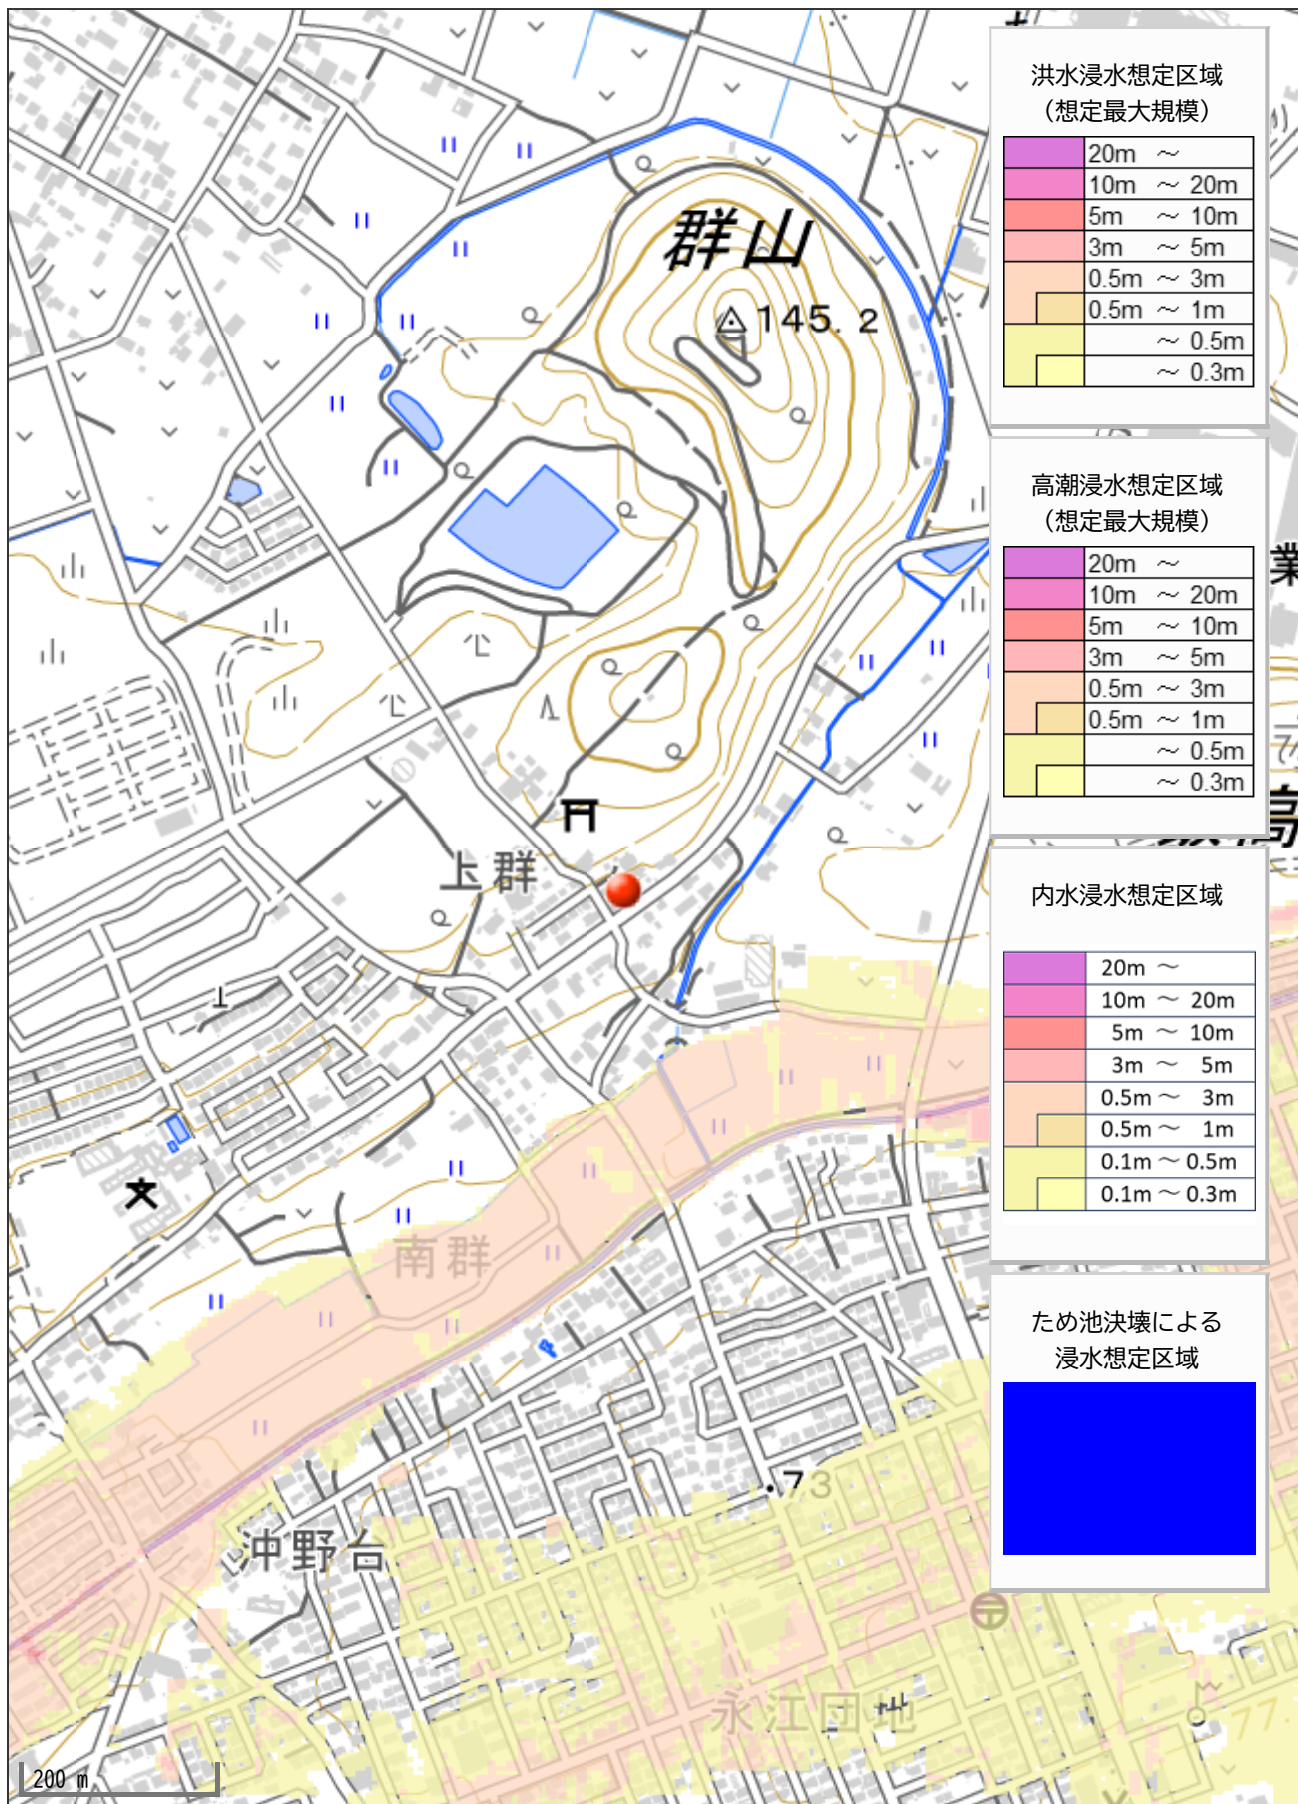 群山
145.2
上群
南群
73
沖野台
永江団地
77.
業
高
200 m
洪水浸水想定区域
（想定最大規模）
20m ～
10m ～ 20m
5m ～ 10m
3m ～ 5m
0.5m ～ 3m
0.5m ～ 1m
～ 0.5m
～ 0.3m
高潮浸水想定区域
（想定最大規模）
20m ～
10m ～ 20m
5m ～ 10m
3m ～ 5m
0.5m ～ 3m
0.5m ～ 1m
～ 0.5m
～ 0.3m
内水浸水想定区域
20m ～
10m ～ 20m
5m ～ 10m
3m ～ 5m
0.5m ～ 3m
0.5m ～ 1m
0.1m ～ 0.5m
0.1m ～ 0.3m
ため池決壊による
浸水想定区域